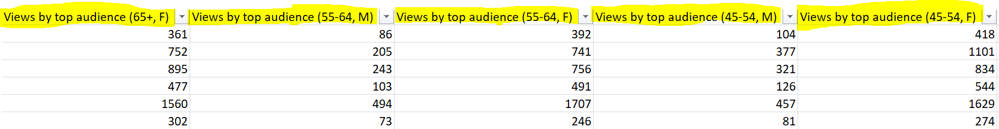 Views by top audience (65+, F) Views by top audience (55-64, M) Views by top audience (55-64, F) Views by top audience (45-54, M) Views by top audience (45-54, F)
361 86 392 104 418
752 205 741 377 1101
895 243 756 321 834
477 103 491 126 544
1560 494 1707 457 1629
302 73 246 81 274